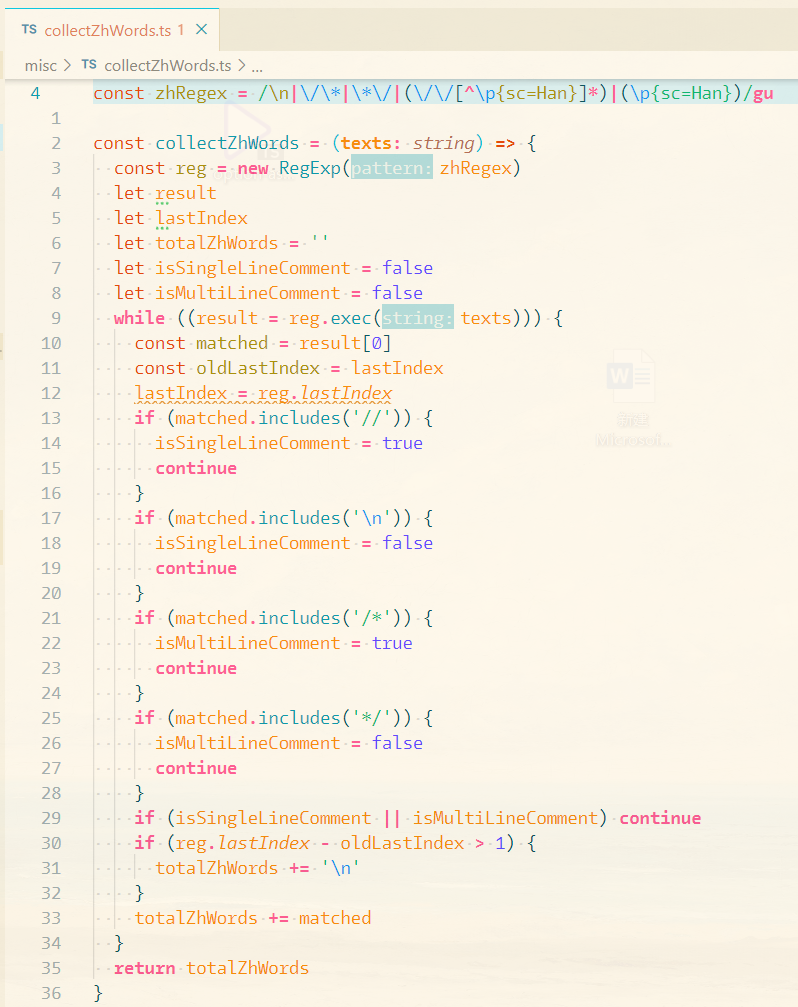 TS collectZhWords.ts 1 ×
misc > TS collectZhWords.ts > ...
4 const zhRegex = /\n|\/\*|\*\/|(\/\/[^\p{sc=Han}]*)|(\p{sc=Han})/gu
1
2 const collectZhWords = (texts: string) => {
3 const reg = new RegExp(pattern: zhRegex)
4 let result
5 let lastIndex
6 let totalZhWords = ''
7 let isSingleLineComment = false
8 let isMultiLineComment = false
9 while ((result = reg.exec(string: texts))) {
10 const matched = result[0]
11 const oldLastIndex = lastIndex
12 lastIndex = reg.lastIndex
13 if (matched.includes('//')) {
14 isSingleLineComment = true
15 continue
16 }
17 if (matched.includes('\n')) {
18 isSingleLineComment = false
19 continue
20 }
21 if (matched.includes('/*')) {
22 isMultiLineComment = true
23 continue
24 }
25 if (matched.includes('*/')) {
26 isMultiLineComment = false
27 continue
28 }
29 if (isSingleLineComment || isMultiLineComment) continue
30 if (reg.lastIndex - oldLastIndex > 1) {
31 totalZhWords += '\n'
32 }
33 totalZhWords += matched
34 }
35 return totalZhWords
36 }
W
新建
Microsof...